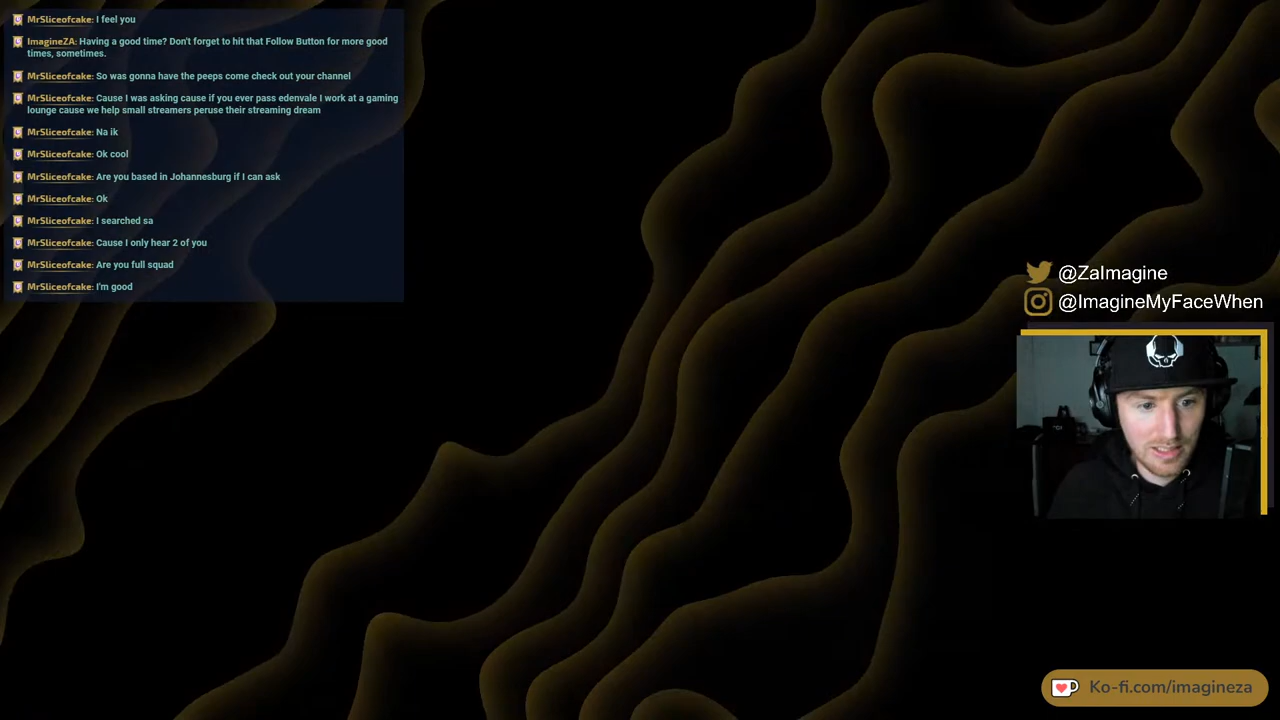 MrSliceofcake: I feel you
ImagineZA: Having a good time? Don't forget to hit that Follow Button for more good
times, sometimes.
MrSliceofcake: So was gonna have the peeps come check out your channel
MrSliceofcake: Cause I was asking cause if you ever pass edenvale I work at a gaming
lounge cause we help small streamers peruse their streaming dream
MrSliceofcake: Na ik
MrSliceofcake: Ok cool
MrSliceofcake: Are you based in Johannesburg if I can ask
MrSliceofcake: Ok
MrSliceofcake: I searched sa
MrSliceofcake: Cause I only hear 2 of you
MrSliceofcake: Are you full squad
MrSliceofcake: I'm good
@ZaImagine
@ImagineMyFaceWhen
Ko-fi.com/imagineza